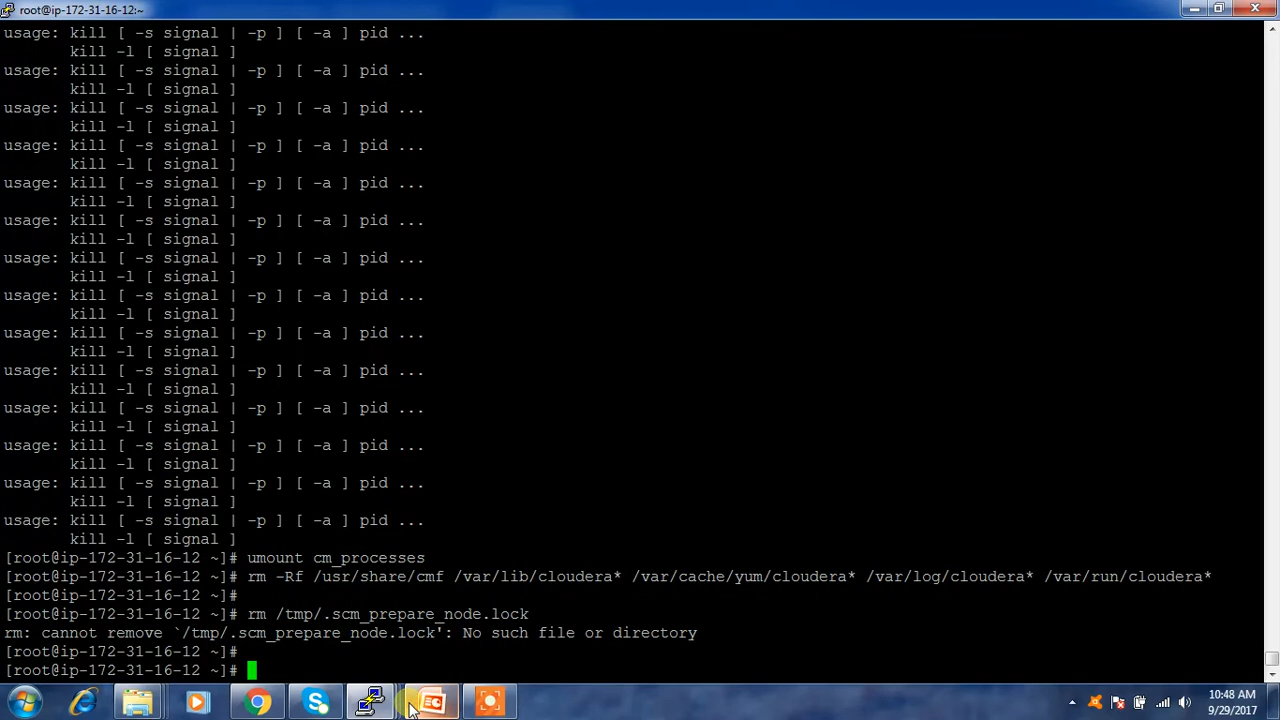 root@ip-172-31-16-12:~
usage: kill [ -s signal | -p ] [ -a ] pid ...
       kill -l [ signal ]
usage: kill [ -s signal | -p ] [ -a ] pid ...
       kill -l [ signal ]
usage: kill [ -s signal | -p ] [ -a ] pid ...
       kill -l [ signal ]
usage: kill [ -s signal | -p ] [ -a ] pid ...
       kill -l [ signal ]
usage: kill [ -s signal | -p ] [ -a ] pid ...
       kill -l [ signal ]
usage: kill [ -s signal | -p ] [ -a ] pid ...
       kill -l [ signal ]
usage: kill [ -s signal | -p ] [ -a ] pid ...
       kill -l [ signal ]
usage: kill [ -s signal | -p ] [ -a ] pid ...
       kill -l [ signal ]
usage: kill [ -s signal | -p ] [ -a ] pid ...
       kill -l [ signal ]
usage: kill [ -s signal | -p ] [ -a ] pid ...
       kill -l [ signal ]
usage: kill [ -s signal | -p ] [ -a ] pid ...
       kill -l [ signal ]
usage: kill [ -s signal | -p ] [ -a ] pid ...
       kill -l [ signal ]
usage: kill [ -s signal | -p ] [ -a ] pid ...
       kill -l [ signal ]
usage: kill [ -s signal | -p ] [ -a ] pid ...
       kill -l [ signal ]
[root@ip-172-31-16-12 ~]# umount cm_processes
[root@ip-172-31-16-12 ~]# rm -Rf /usr/share/cmf /var/lib/cloudera* /var/cache/yum/cloudera* /var/log/cloudera* /var/run/cloudera*
[root@ip-172-31-16-12 ~]#
[root@ip-172-31-16-12 ~]# rm /tmp/.scm_prepare_node.lock
rm: cannot remove `/tmp/.scm_prepare_node.lock': No such file or directory
[root@ip-172-31-16-12 ~]#
[root@ip-172-31-16-12 ~]#
10:48 AM
9/29/2017